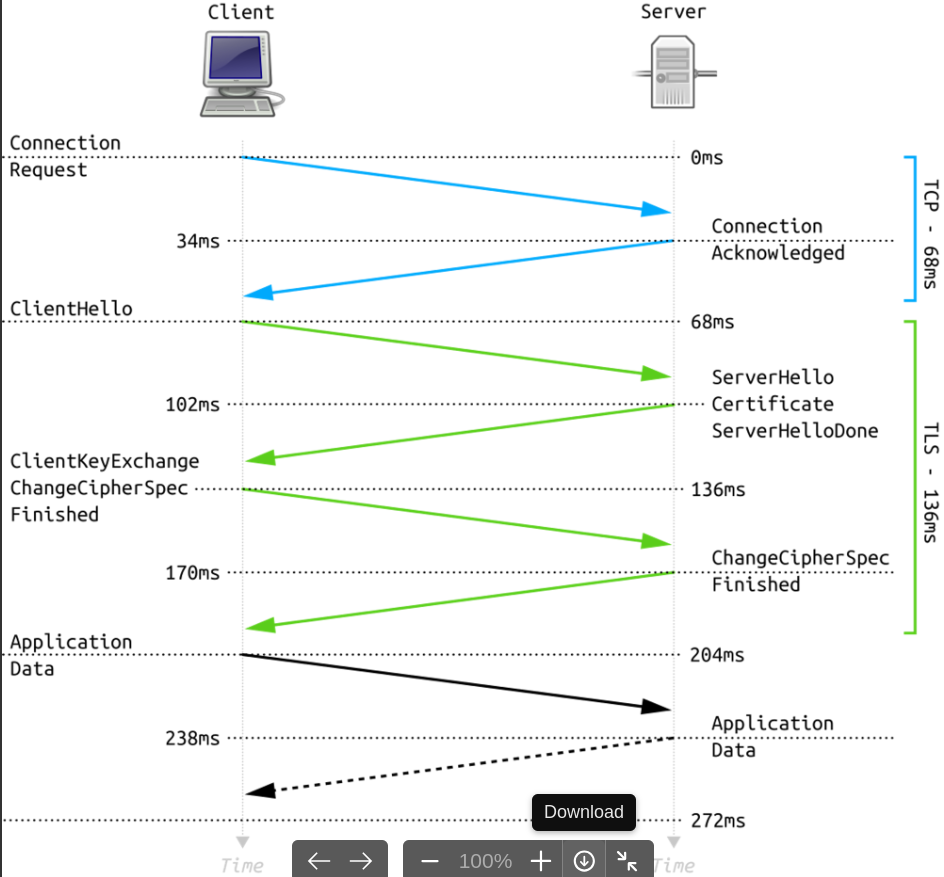 Client
Server
Connection
Request
0ms
TCP - 68ms
34ms
Connection
Acknowledged
ClientHello
68ms
102ms
ServerHello
Certificate
ServerHelloDone
TLS - 136ms
ClientKeyExchange
ChangeCipherSpec
Finished
136ms
170ms
ChangeCipherSpec
Finished
Application
Data
204ms
238ms
Application
Data
Download
272ms
Time
100%
Time